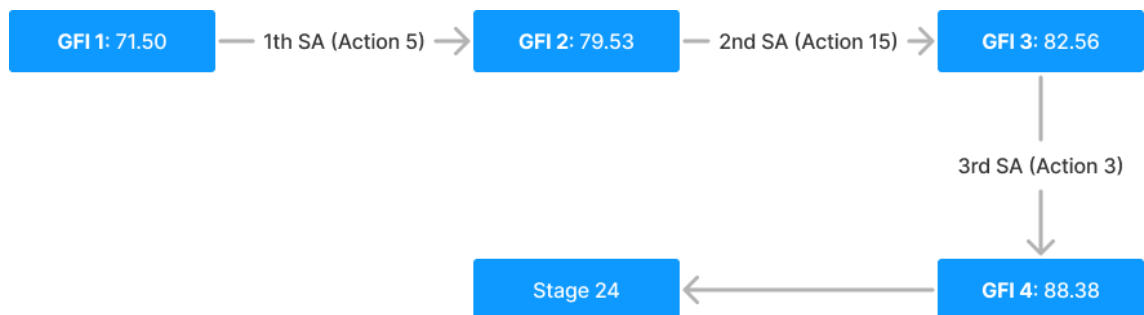 GFI 1: 71.50
1th SA (Action 5)
GFI 2: 79.53
2nd SA (Action 15)
GFI 3: 82.56
3rd SA (Action 3)
GFI 4: 88.38
Stage 24